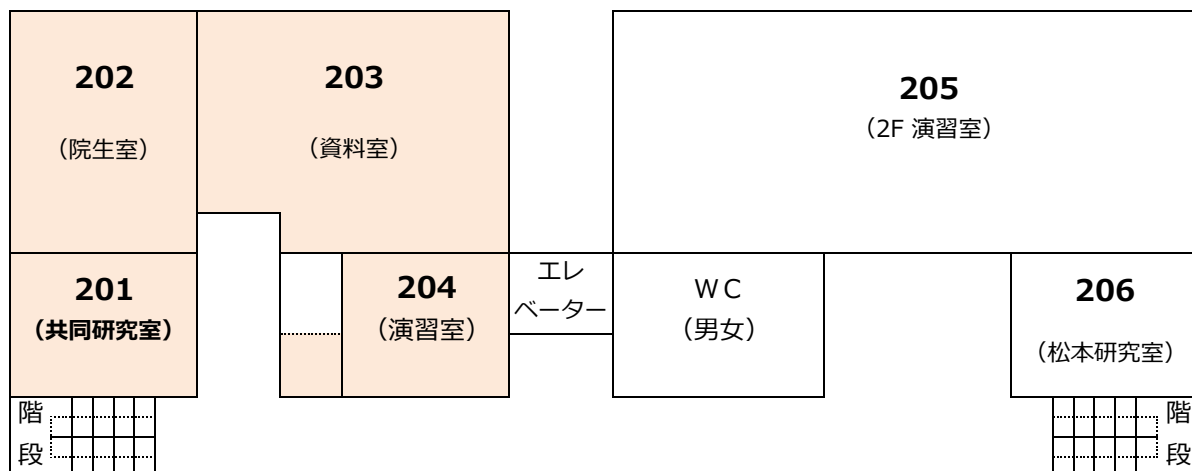 202
（院生室）
203
（資料室）
205
（2F 演習室）
201
（共同研究室）
204
（演習室）
エレ
ベーター
ＷＣ
（男女）
206
（松本研究室）
階
段
階
段